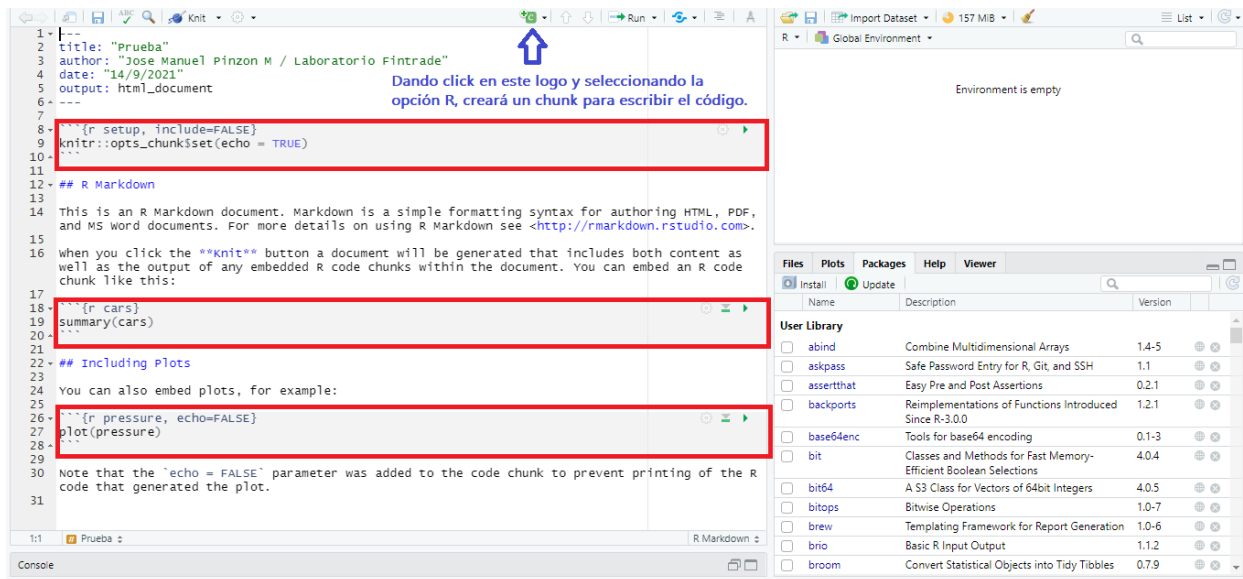 ABC
Knit
Run
1 ---
2 title: "Prueba"
3 author: "Jose Manuel Pinzon M / Laboratorio Fintrade"
4 date: "14/9/2021"
5 output: html_document
6 ---
Dando click en este logo y seleccionando la
opción R, creará un chunk para escribir el código.
7
8 ```{r setup, include=FALSE}
9 knitr::opts_chunk$set(echo = TRUE)
10 ```
11
12 ## R Markdown
13
14 This is an R Markdown document. Markdown is a simple formatting syntax for authoring HTML, PDF,
and MS Word documents. For more details on using R Markdown see <http://rmarkdown.rstudio.com>.
15
16 When you click the **Knit** button a document will be generated that includes both content as
well as the output of any embedded R code chunks within the document. You can embed an R code
chunk like this:
17
18 ```{r cars}
19 summary(cars)
20 ```
21
22 ## Including Plots
23
24 You can also embed plots, for example:
25
26 ```{r pressure, echo=FALSE}
27 plot(pressure)
28 ```
29
30 Note that the `echo = FALSE` parameter was added to the code chunk to prevent printing of the R
code that generated the plot.
31
1:1 Prueba R Markdown
Console
Import Dataset 157 MiB List
R Global Environment
Environment is empty
Files Plots Packages Help Viewer
Install Update
Name Description Version
User Library
abind Combine Multidimensional Arrays 1.4-5
askpass Safe Password Entry for R, Git, and SSH 1.1
assertthat Easy Pre and Post Assertions 0.2.1
backports Reimplementations of Functions Introduced 1.2.1
Since R-3.0.0
base64enc Tools for base64 encoding 0.1-3
bit Classes and Methods for Fast Memory- 4.0.4
Efficient Boolean Selections
bit64 A S3 Class for Vectors of 64bit Integers 4.0.5
bitops Bitwise Operations 1.0-7
brew Templating Framework for Report Generation 1.0-6
brio Basic R Input Output 1.1.2
broom Convert Statistical Objects into Tidy Tibbles 0.7.9